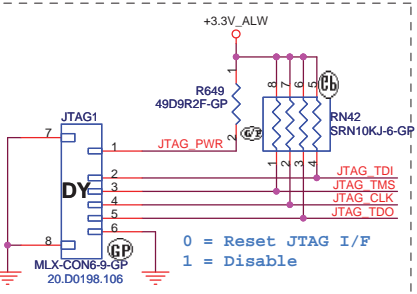 +3.3V_ALW
R649
49D9R2F-GP
1
2
G/T
8
7
6
5
Cb
RN42
SRN10KJ-6-GP
1
2
3
4
JTAG1
7
1
JTAG_PWR
DY
2
3
4
5
6
8
JTAG_TDI
JTAG_TMS
JTAG_CLK
JTAG_TDO
GP
MLX-CON6-9-GP
20.D0198.106
0 = Reset JTAG I/F
1 = Disable